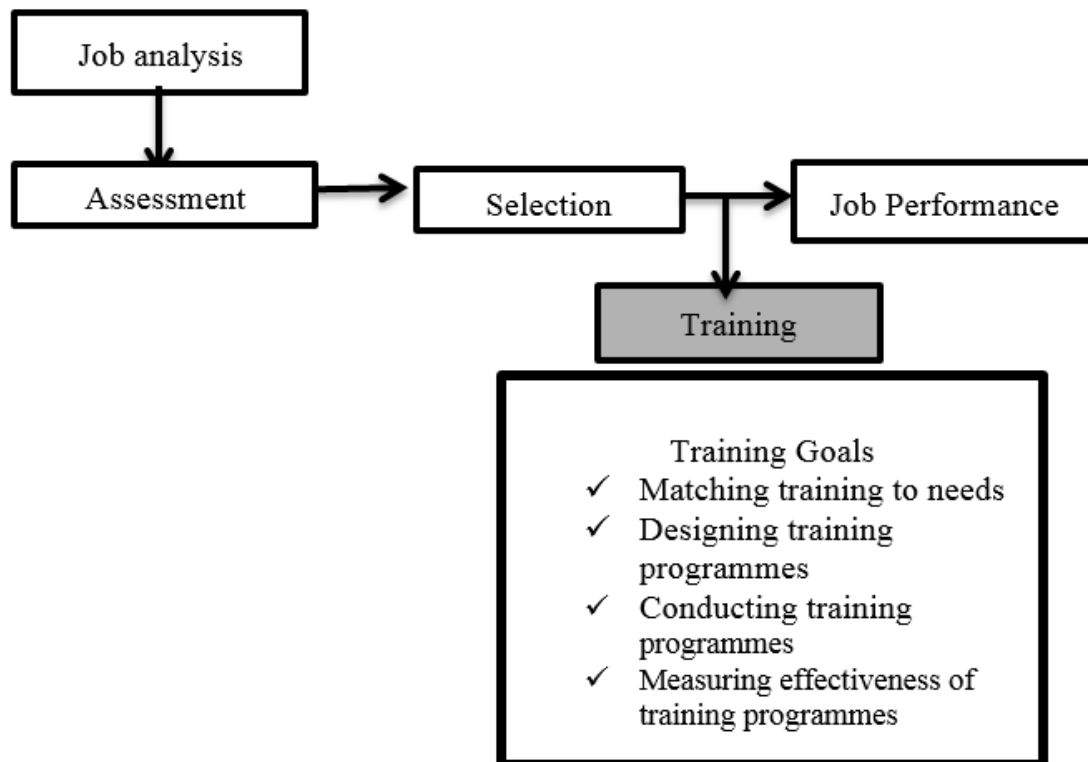 Job analysis
Assessment
Selection
Job Performance
Training
Training Goals
✓ Matching training to needs
✓ Designing training
programmes
✓ Conducting training
programmes
✓ Measuring effectiveness of
training programmes